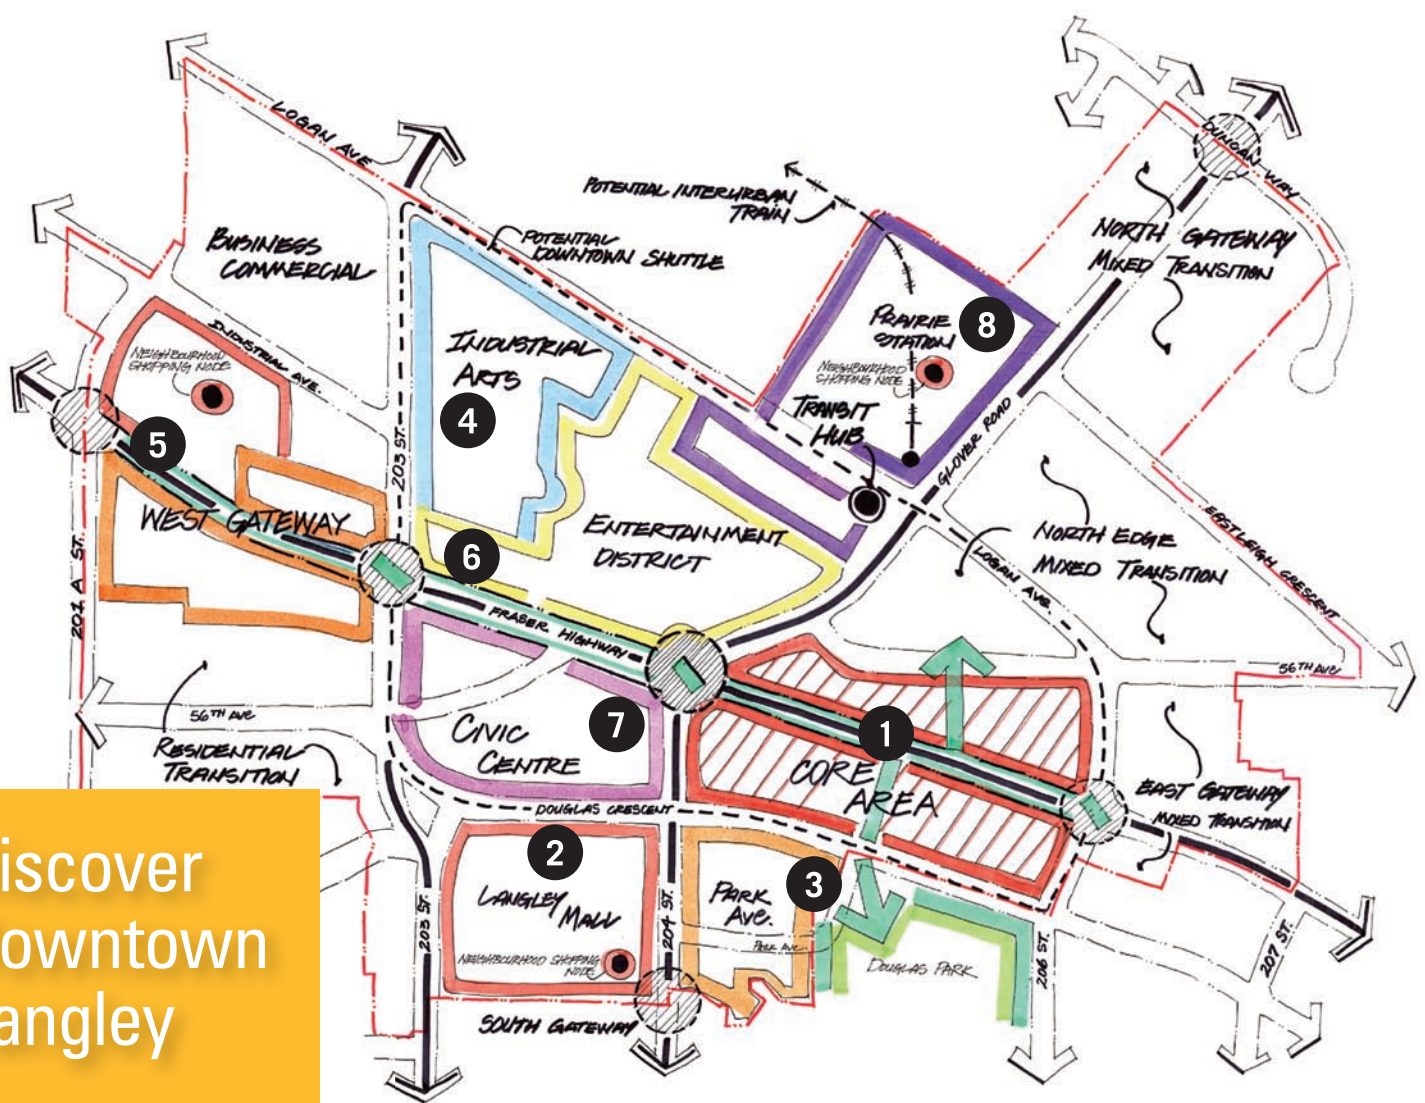 LOGAN AVE
DUNCAN WAY
POTENTIAL INTERURBAN
TRAIN
POTENTIAL
DOWNTOWN SHUTTLE
NORTH GATEWAY
MIXED TRANSITION
BUSINESS
COMMERCIAL
INDUSTRIAL AVE.
NEIGHBOURHOOD
SHOPPING NODE
INDUSTRIAL
ARTS
4
PRAIRIE
STATION
8
NEIGHBOURHOOD
SHOPPING NODE
TRANSIT
HUB
GLOVER ROAD
5
203 ST.
WEST GATEWAY
201 A ST.
6
ENTERTAINMENT
DISTRICT
NORTH EDGE
MIXED TRANSITION
LOGAN AVE.
EASTLEIGH CRESCENT
FRASER HIGHWAY
56TH AVE
56TH AVE
RESIDENTIAL
TRANSITION
CIVIC
CENTRE
7
1
CORE
AREA
EAST GATEWAY
MIXED TRANSITION
DOUGLAS CRESCENT
2
LANGLEY
MALL
NEIGHBOURHOOD SHOPPING
NODE
203 ST.
204 ST.
PARK
AVE.
3
PARK AVE.
DOUGLAS PARK
206 ST.
207 ST.
SOUTH GATEWAY
iscover
owntown
angley